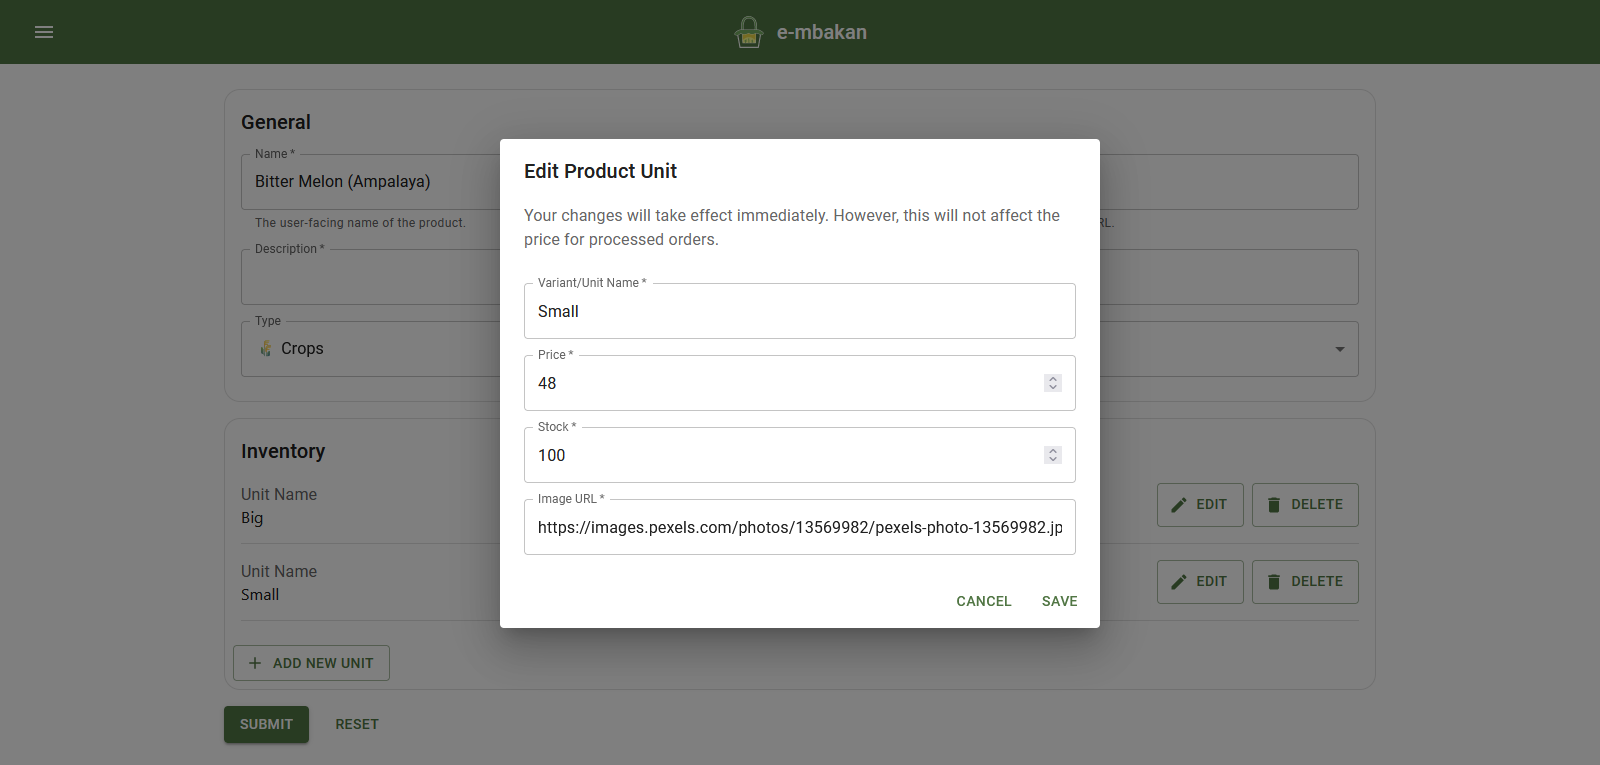 e-mbakan
General
Name *
Bitter Melon (Ampalaya)
The user-facing name of the product.
RL.
Description *
Type
Crops
Inventory
Unit Name
Big
EDIT
DELETE
Unit Name
Small
EDIT
DELETE
ADD NEW UNIT
SUBMIT
RESET
Edit Product Unit
Your changes will take effect immediately. However, this will not affect the
price for processed orders.
Variant/Unit Name *
Small
Price *
48
Stock *
100
Image URL *
https://images.pexels.com/photos/13569982/pexels-photo-13569982.jp
CANCEL
SAVE